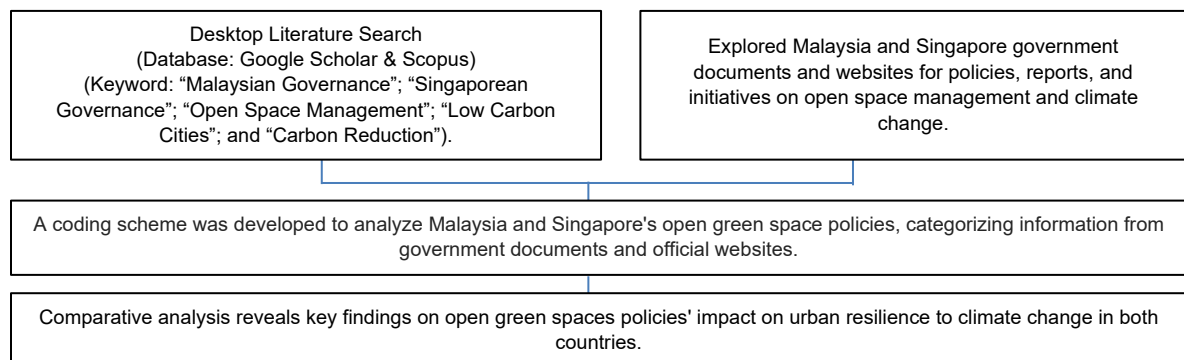 Desktop Literature Search
(Database: Google Scholar & Scopus)
(Keyword: “Malaysian Governance”; “Singaporean
Governance”; “Open Space Management”; “Low Carbon
Cities”; and “Carbon Reduction”).
Explored Malaysia and Singapore government
documents and websites for policies, reports, and
initiatives on open space management and climate
change.
A coding scheme was developed to analyze Malaysia and Singapore's open green space policies, categorizing information from
government documents and official websites.
Comparative analysis reveals key findings on open green spaces policies' impact on urban resilience to climate change in both
countries.